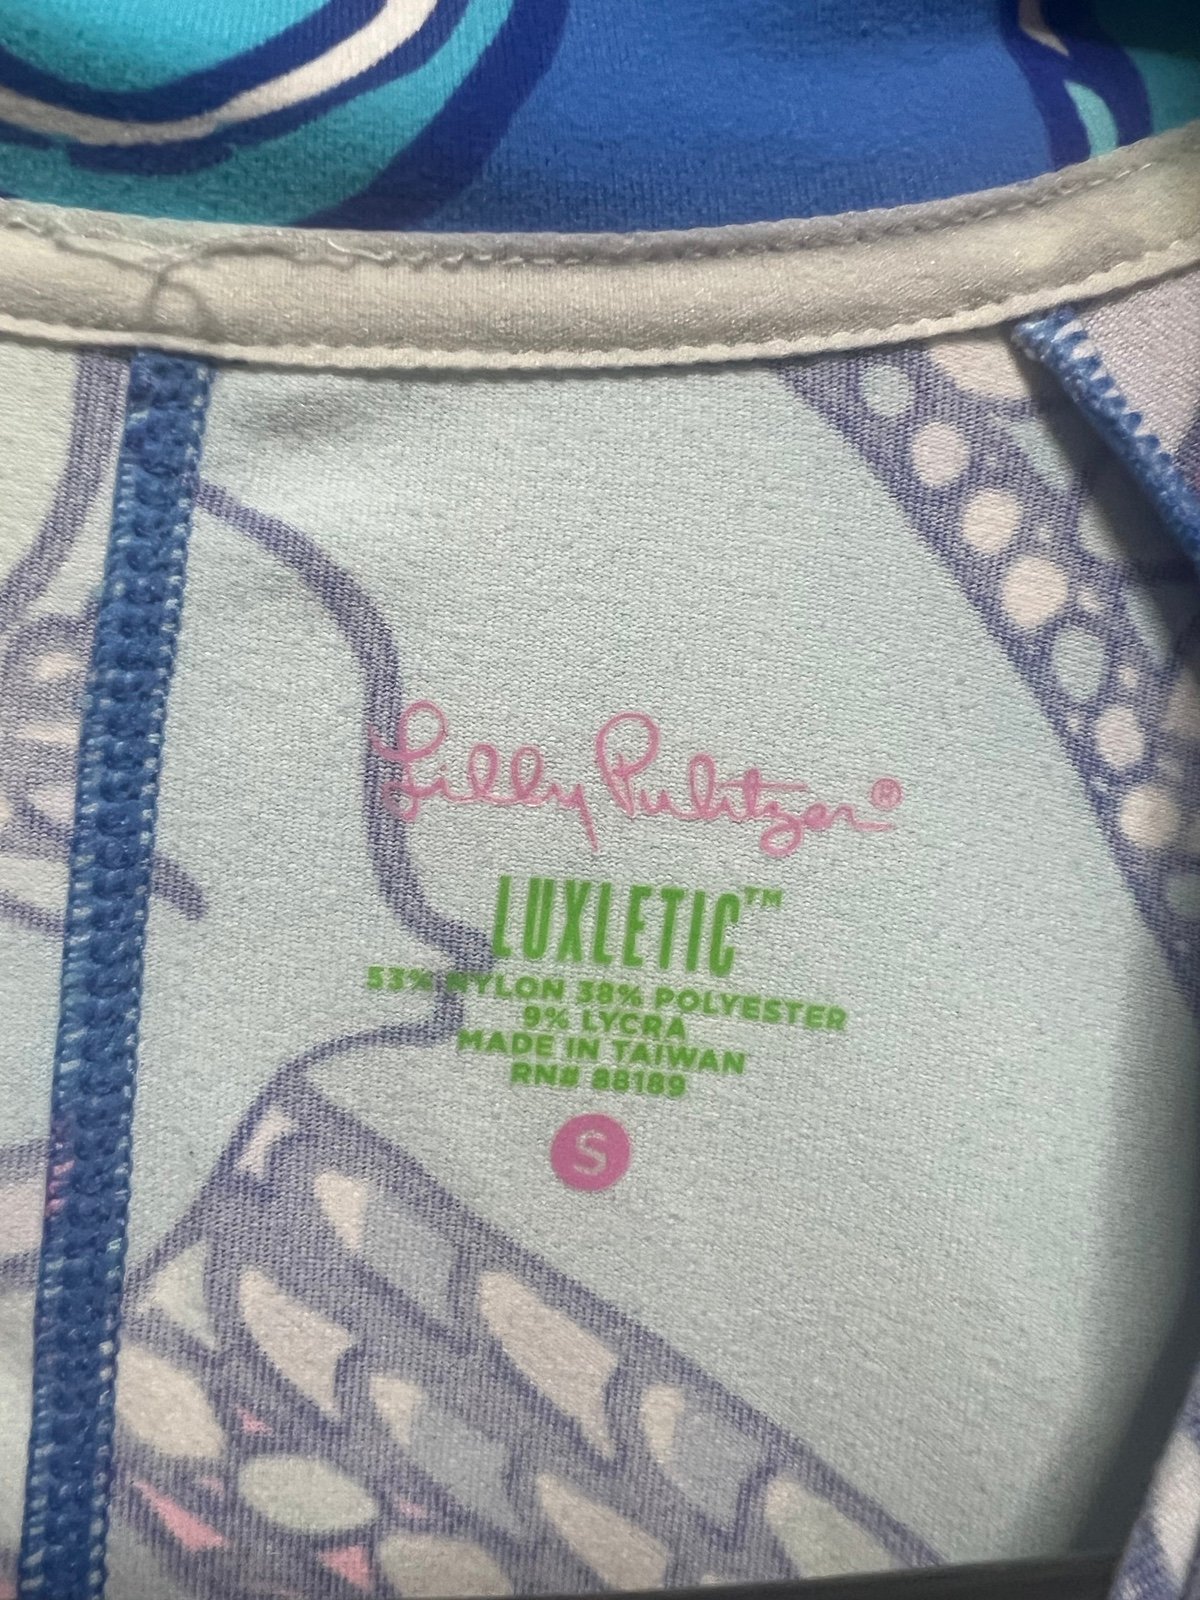 Lilly Pulitzer®
LUXLETIC™
53% NYLON 38% POLYESTER
9% LYCRA
MADE IN TAIWAN
RN# 88189
S